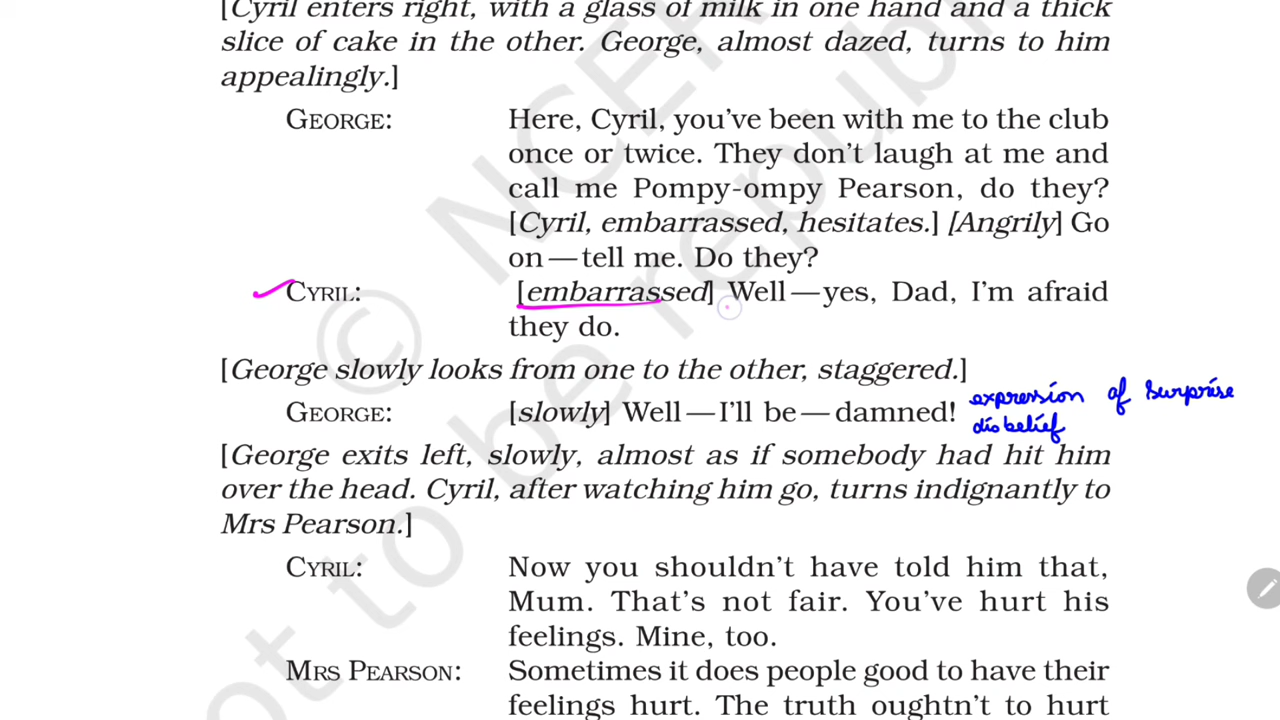 [Cyril enters right, with a glass of milk in one hand and a thick
slice of cake in the other. George, almost dazed, turns to him
appealingly.]
GEORGE: Here, Cyril, you've been with me to the club
once or twice. They don't laugh at me and
call me Pompy-ompy Pearson, do they?
[Cyril, embarrassed, hesitates.] [Angrily] Go
on—tell me. Do they?
CYRIL: [embarrassed] Well—yes, Dad, I'm afraid
they do.
[George slowly looks from one to the other, staggered.]
GEORGE: [slowly] Well—I'll be—damned! expression of surprise
disbelief
[George exits left, slowly, almost as if somebody had hit him
over the head. Cyril, after watching him go, turns indignantly to
Mrs Pearson.]
CYRIL: Now you shouldn't have told him that,
Mum. That's not fair. You've hurt his
feelings. Mine, too.
MRS PEARSON: Sometimes it does people good to have their
feelings hurt. The truth oughtn't to hurt
© NCER
not to be republ